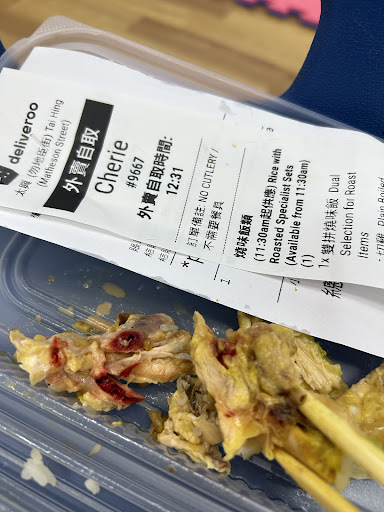 deliveroo
太興 (勿地臣街) Tai Hing
(Matheson Street)
外賣自取
Cherie
#9667
外賣自取時間:
12:31
訂單備註: NO CUTLERY /
不需要餐具
燒味飯類
(11:30am起供應) Rice with
Roasted Specialist Sets
(Available from 11:30am)
(1)
1x 雙拼燒味飯 Dual
Selection for Roast
Items